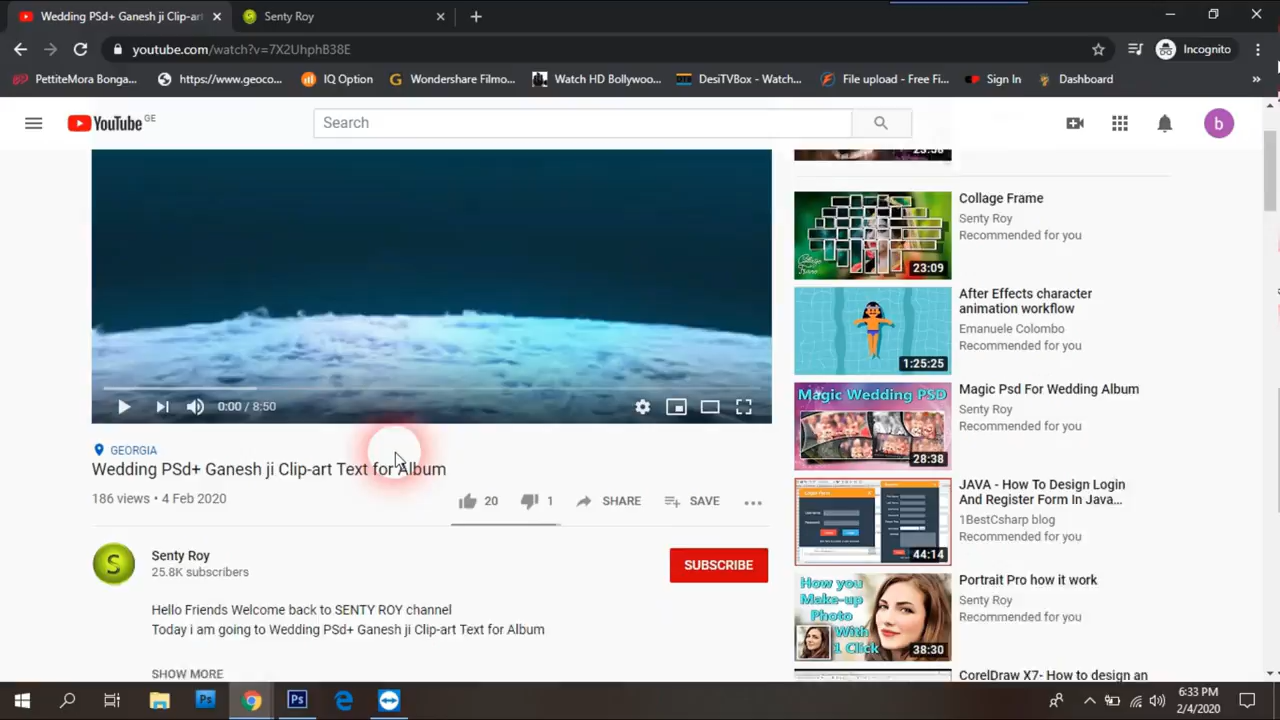 Wedding PSd+ Ganesh ji Clip-art
Senty Roy
youtube.com/watch?v=7X2UhphB38E
Incognito
PettiteMora Bonga...
https://www.geoco...
IQ Option
Wondershare Filmo...
Watch HD Bollywoo...
DesiTVBox - Watch...
File upload - Free Fi...
Sign In
Dashboard
YouTube GE
Search
b
23:58
Collage Frame
Senty Roy
Recommended for you
Collage Frame
23:09
After Effects character
animation workflow
Emanuele Colombo
Recommended for you
1:25:25
0:00 / 8:50
Magic Psd For Wedding Album
Senty Roy
Recommended for you
Magic Wedding PSD
28:38
GEORGIA
Wedding PSd+ Ganesh ji Clip-art Text for Album
186 views • 4 Feb 2020
20
1
SHARE
SAVE
JAVA - How To Design Login
And Register Form In Java...
1BestCsharp blog
Recommended for you
44:14
Senty Roy
25.8K subscribers
SUBSCRIBE
Hello Friends Welcome back to SENTY ROY channel
Today i am going to Wedding PSd+ Ganesh ji Clip-art Text for Album
SHOW MORE
Portrait Pro how it work
Senty Roy
Recommended for you
How you
Make-up
Photo
With
1 Click
38:30
CorelDraw X7- How to design an
Ps
Ps
6:33 PM
2/4/2020